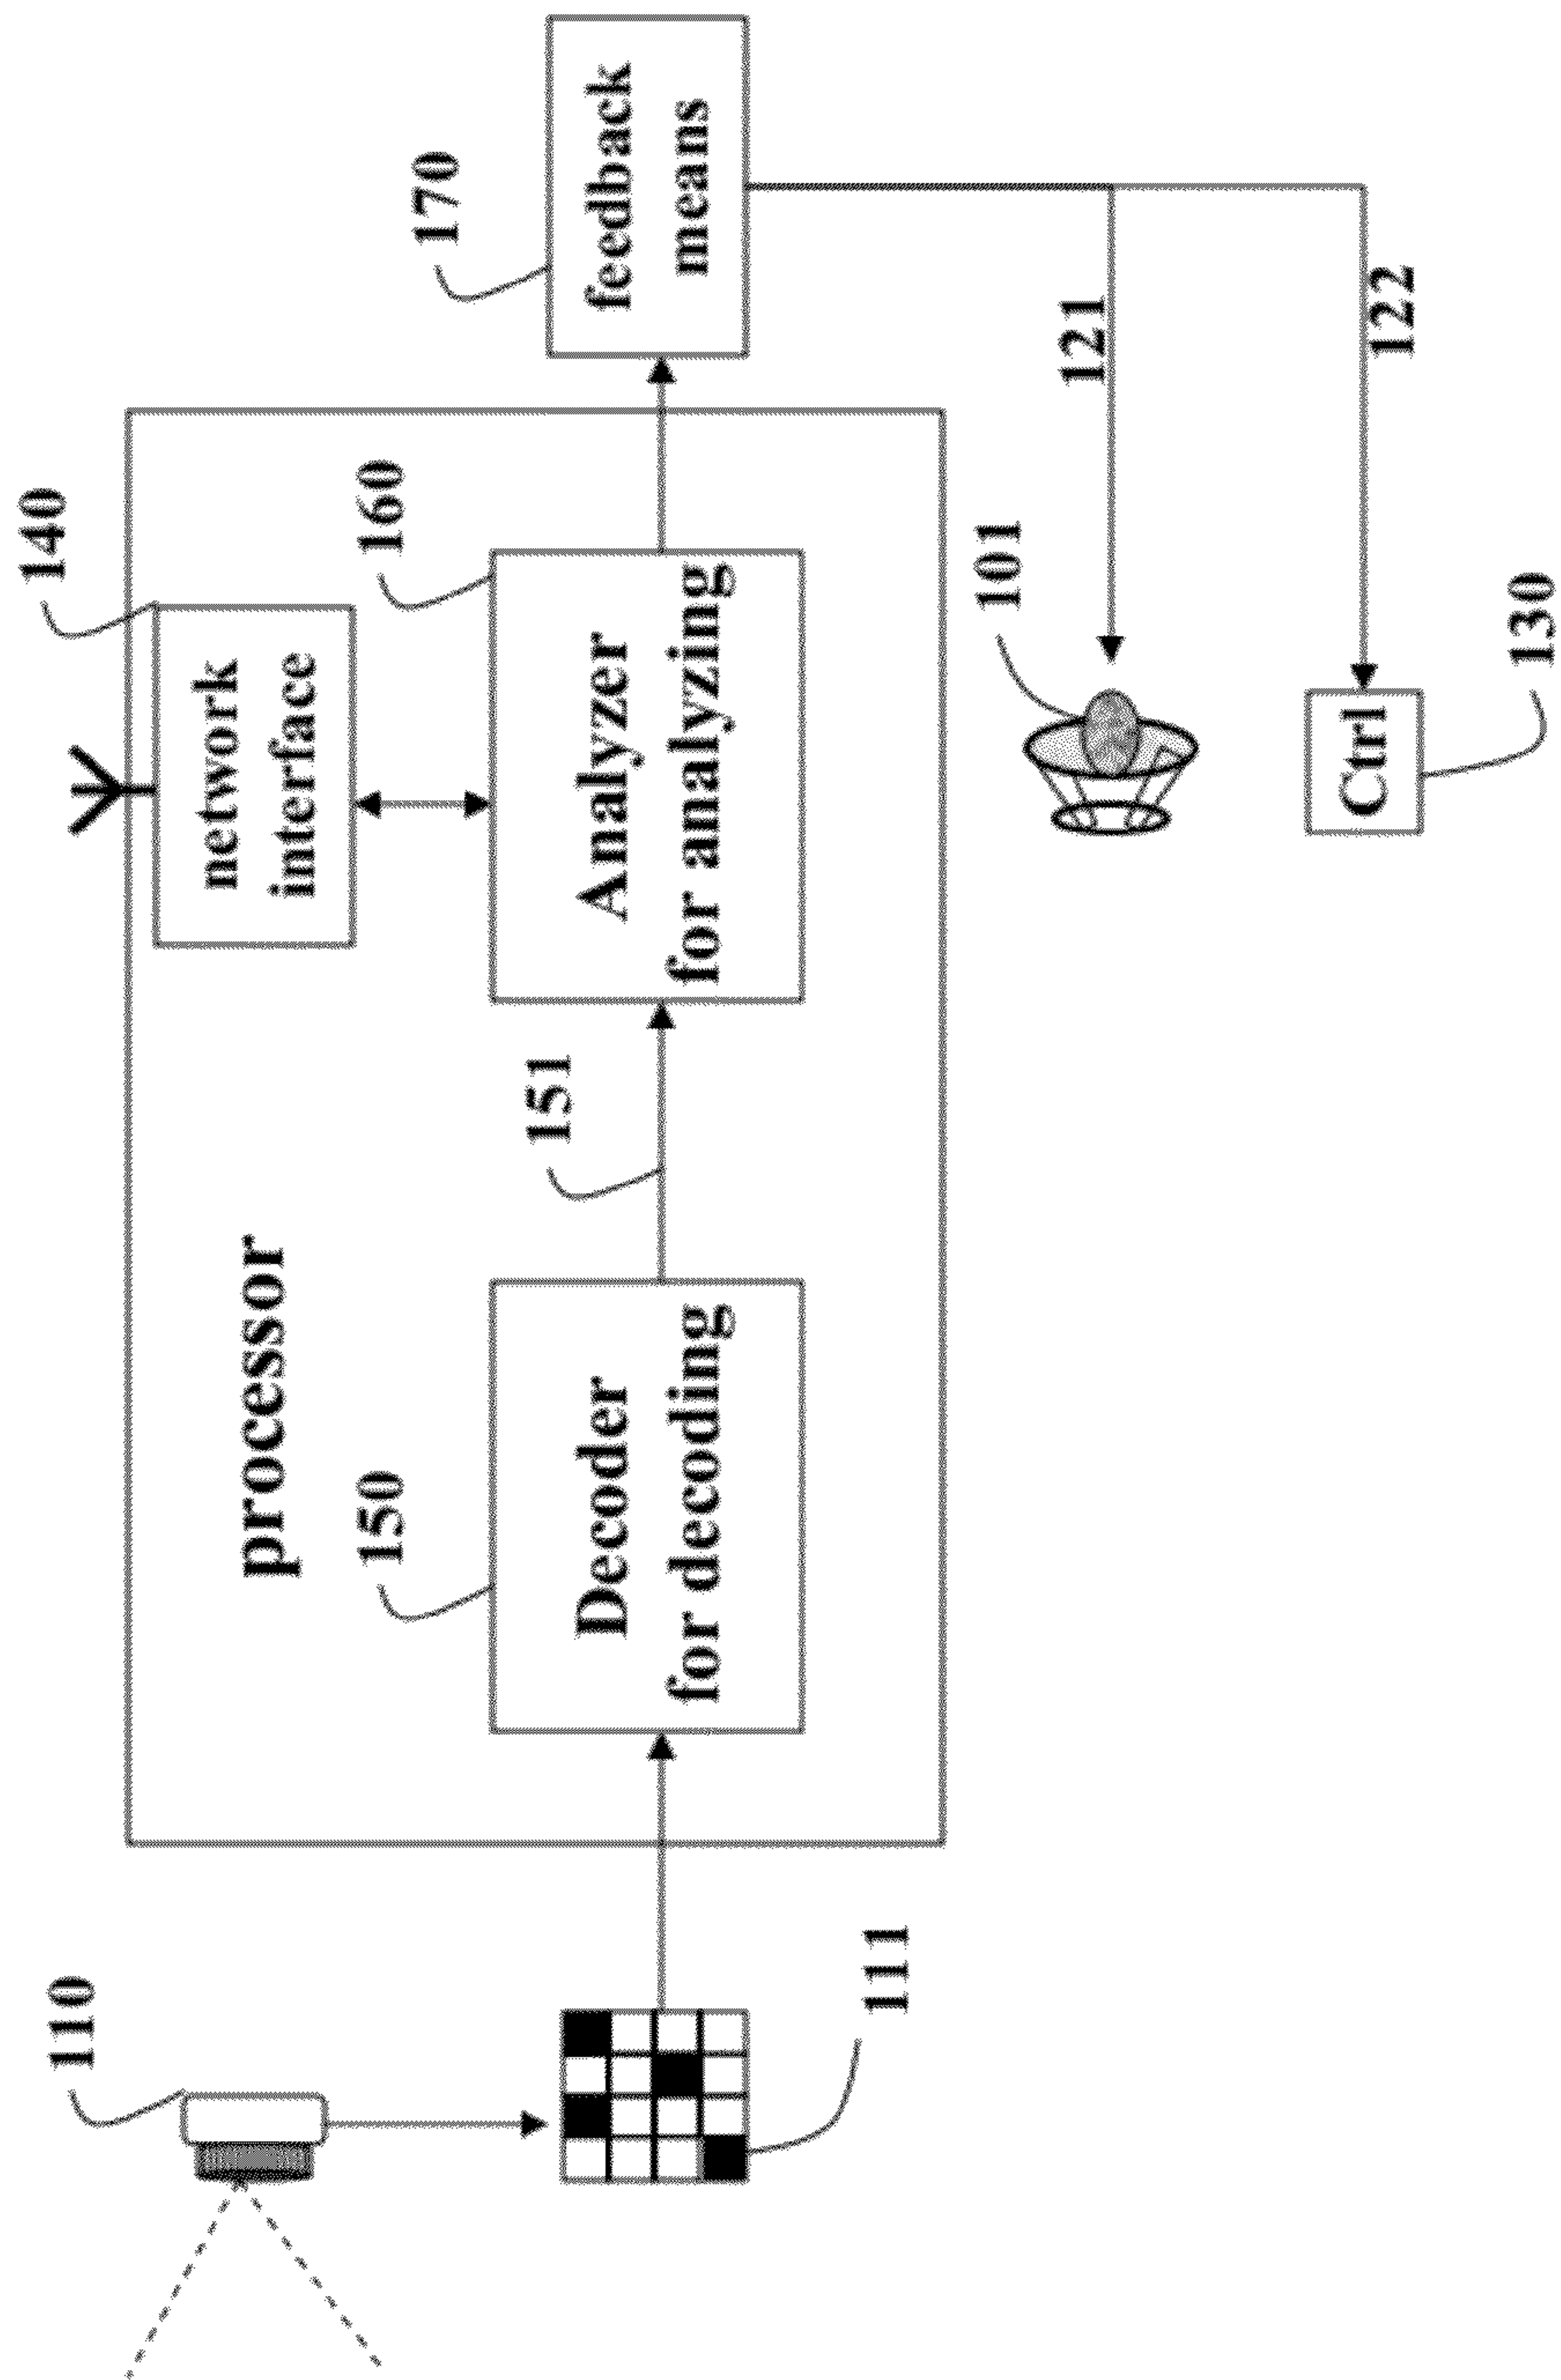 110
111
processor
150
Decoder
for decoding
151
140
network
interface
160
Analyzer
for analyzing
170
feedback
means
101
121
122
Ctrl
130